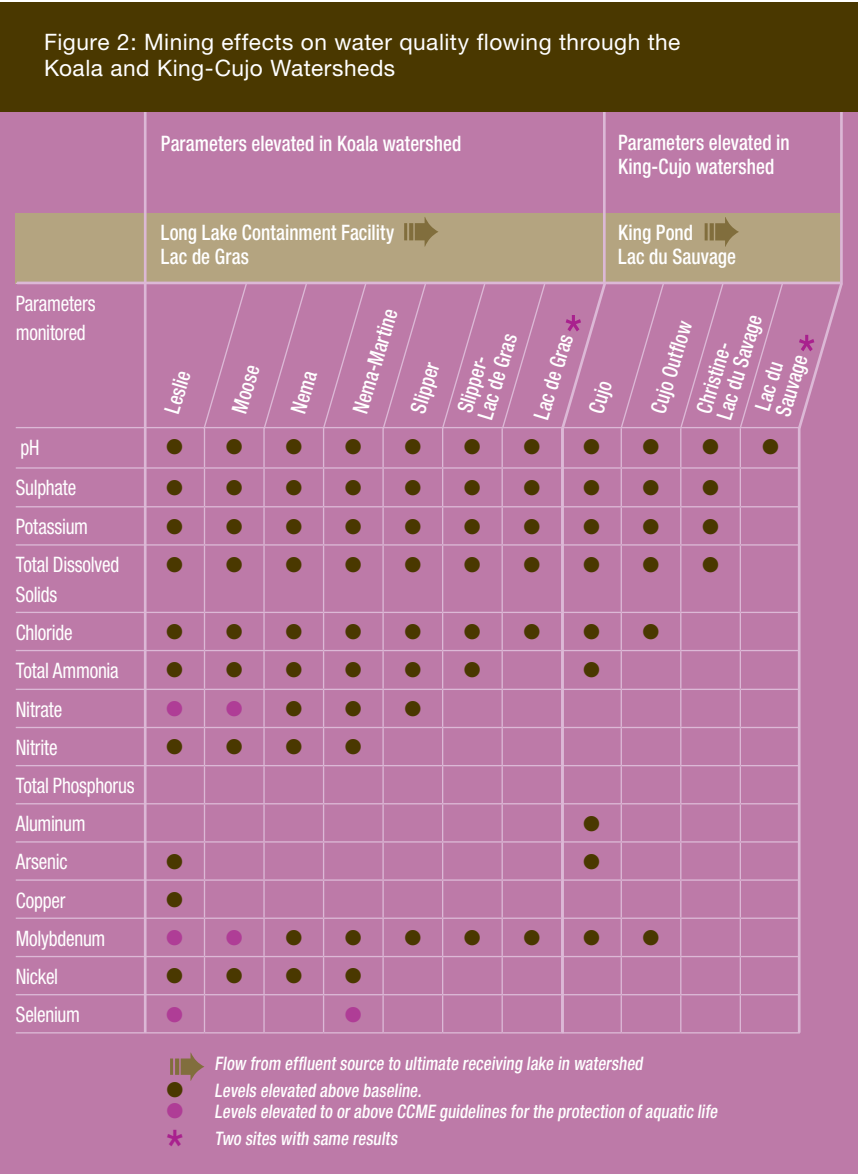 Figure 2: Mining effects on water quality flowing through the
Koala and King-Cujo Watersheds
Parameters elevated in Koala watershed
Parameters elevated in
King-Cujo watershed
Long Lake Containment Facility
Lac de Gras
King Pond
Lac du Sauvage
Parameters
monitored
Leslie
Moose
Nema
Nema-Martine
Slipper
Slipper-
Lac de Gras
Lac de Gras *
Cujo
Cujo Outflow
Christine-
Lac du Savage
Lac du
Sauvage *
pH
Sulphate
Potassium
Total Dissolved
Solids
Chloride
Total Ammonia
Nitrate
Nitrite
Total Phosphorus
Aluminum
Arsenic
Copper
Molybdenum
Nickel
Selenium
Flow from effluent source to ultimate receiving lake in watershed
Levels elevated above baseline.
Levels elevated to or above CCME guidelines for the protection of aquatic life
* Two sites with same results